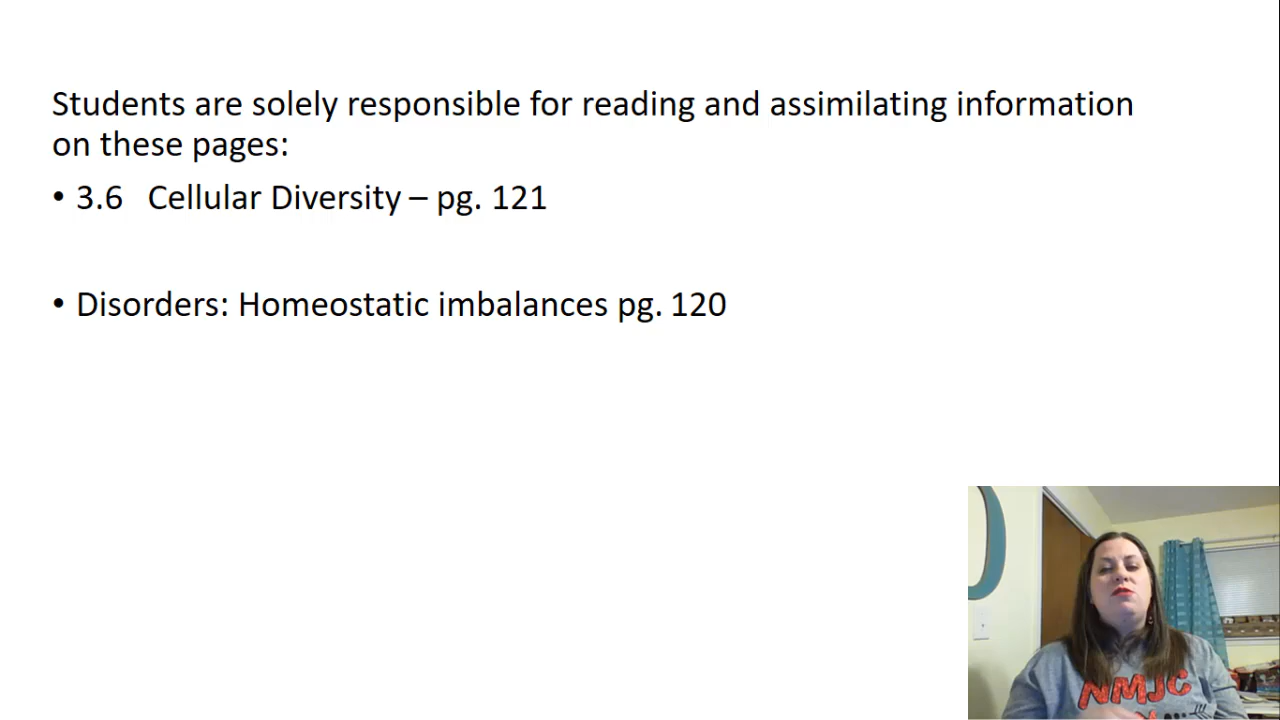 Students are solely responsible for reading and assimilating information
on these pages:
• 3.6 Cellular Diversity – pg. 121
• Disorders: Homeostatic imbalances pg. 120
NMJC